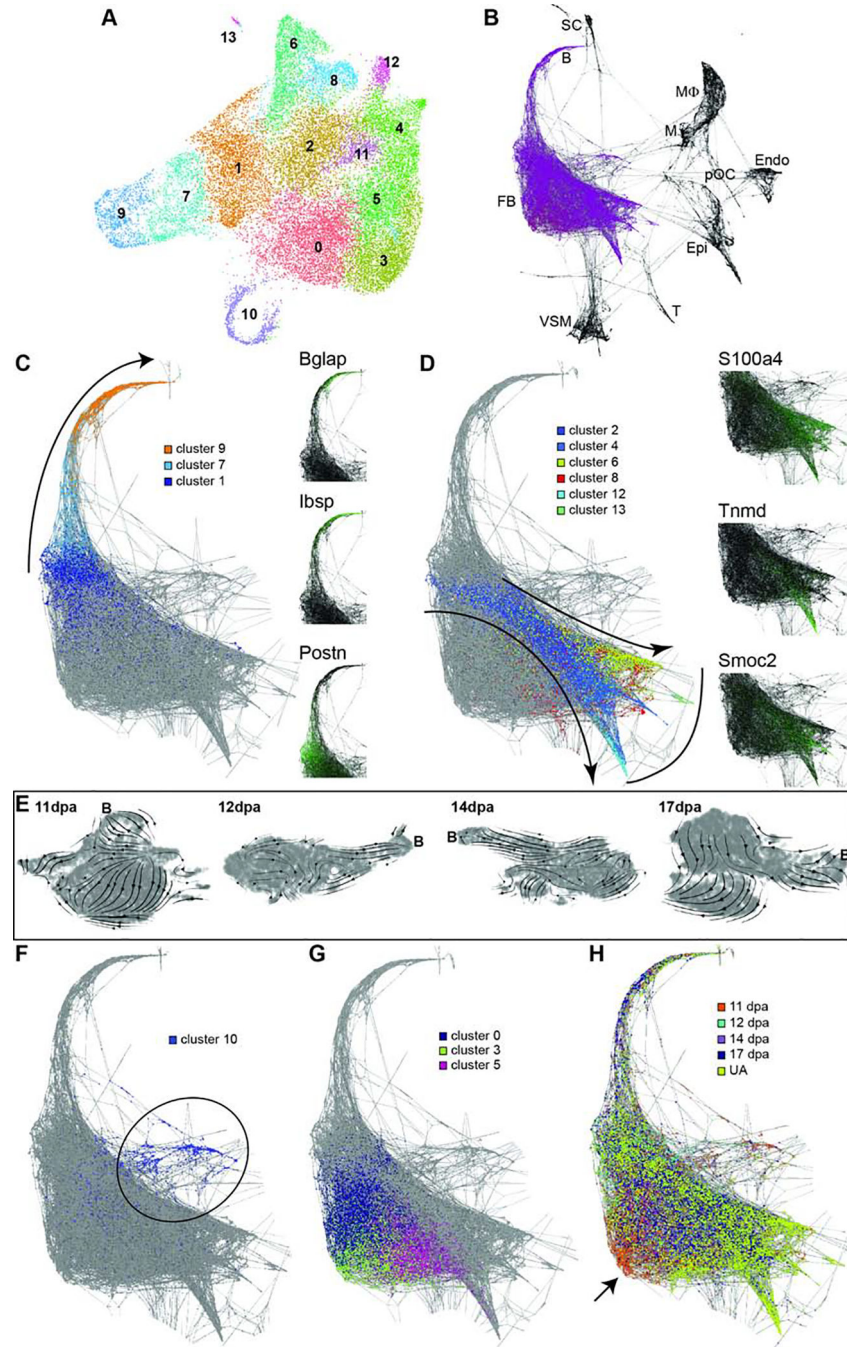 A
13
6
12
8
4
2
11
1
7
5
9
0
3
10
B
SC
B
MΦ
M
pOC
Endo
FB
Epi
VSM
T
C
cluster 9
cluster 7
cluster 1
Bglap
Ibsp
Postn
D
cluster 2
cluster 4
cluster 6
cluster 8
cluster 12
cluster 13
S100a4
Tnmd
Smoc2
E
11dpa
B
12dpa
B
14dpa
B
17dpa
B
F
cluster 10
G
cluster 0
cluster 3
cluster 5
H
11 dpa
12 dpa
14 dpa
17 dpa
UA